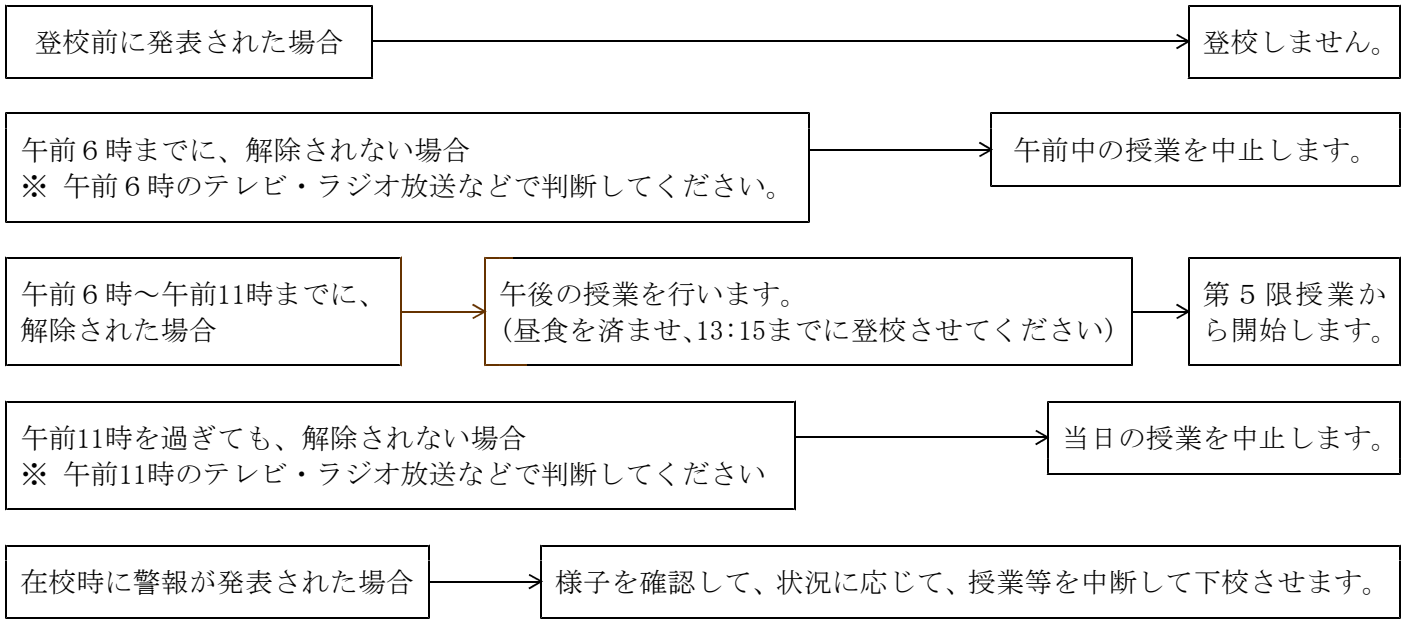 登校前に発表された場合
登校しません。
午前６時までに、解除されない場合
※ 午前６時のテレビ・ラジオ放送などで判断してください。
午前中の授業を中止します。
午前６時～午前11時までに、
解除された場合
午後の授業を行います。
(昼食を済ませ、13:15までに登校させてください)
第５限授業か
ら開始します。
午前11時を過ぎても、解除されない場合
※ 午前11時のテレビ・ラジオ放送などで判断してください
当日の授業を中止します。
在校時に警報が発表された場合
様子を確認して、状況に応じて、授業等を中断して下校させます。